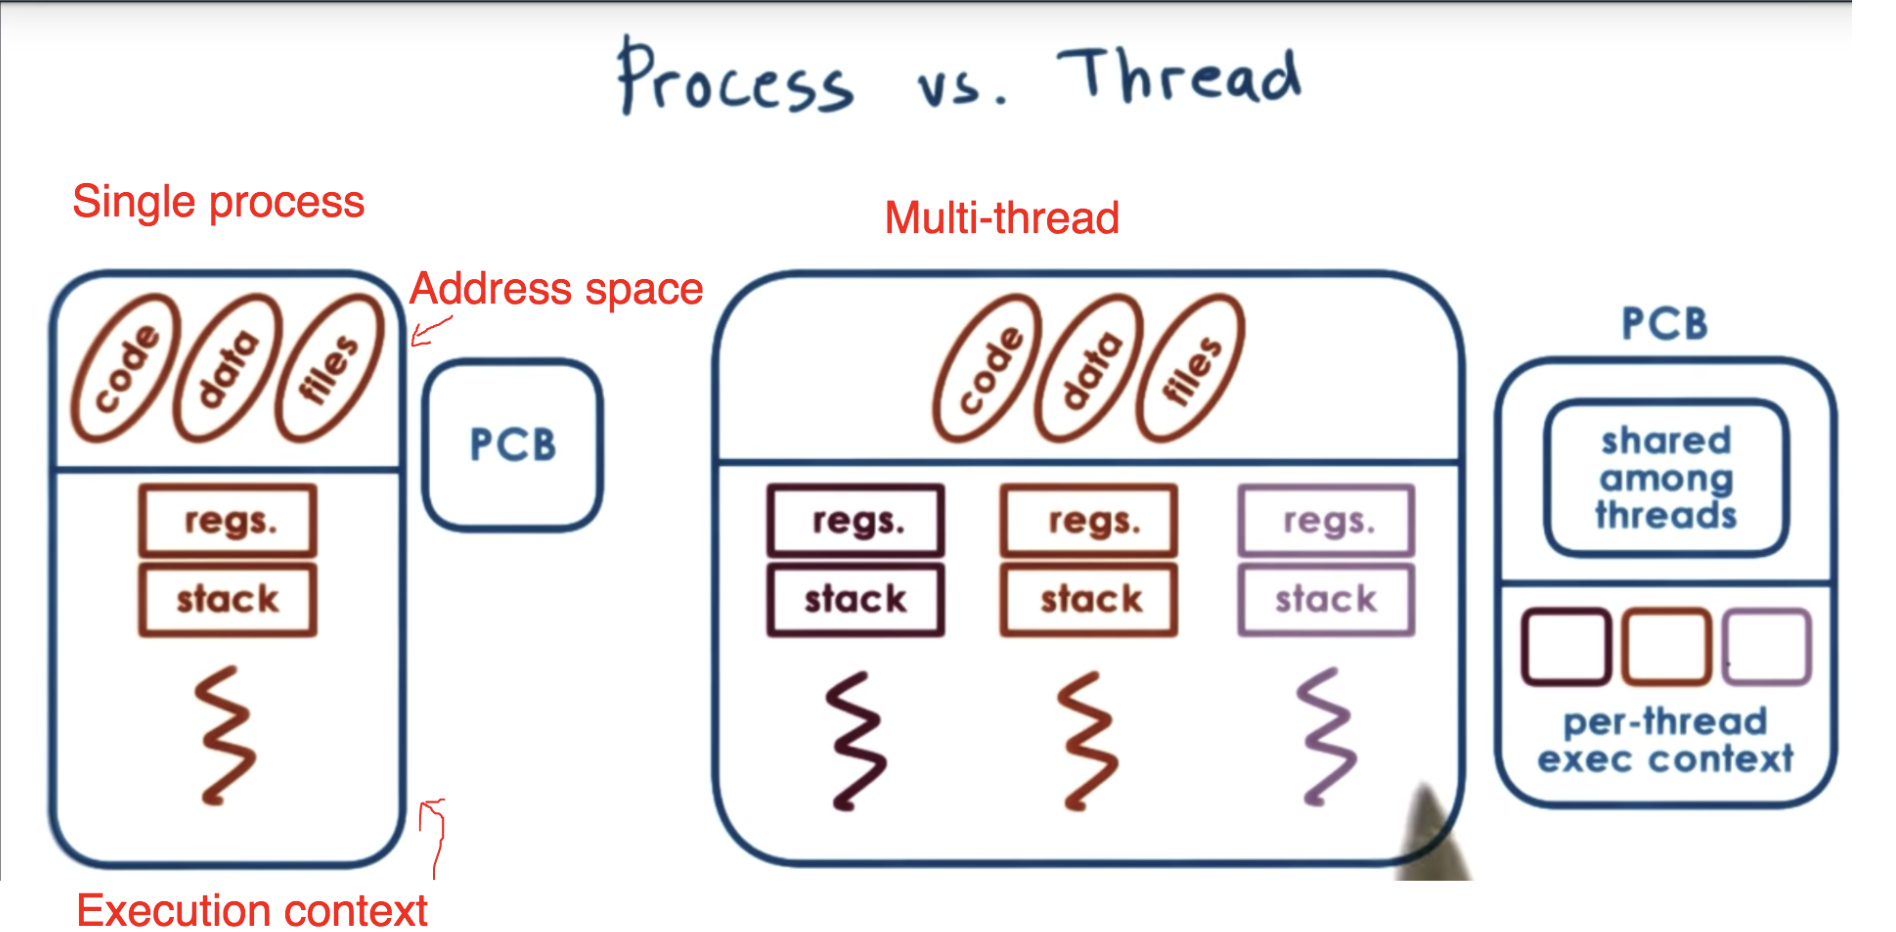 Process vs. Thread
Single process
Multi-thread
Address space
code
data
files
PCB
regs.
stack
Execution context
code
data
files
regs.
stack
regs.
stack
regs.
stack
PCB
shared
among
threads
per-thread
exec context